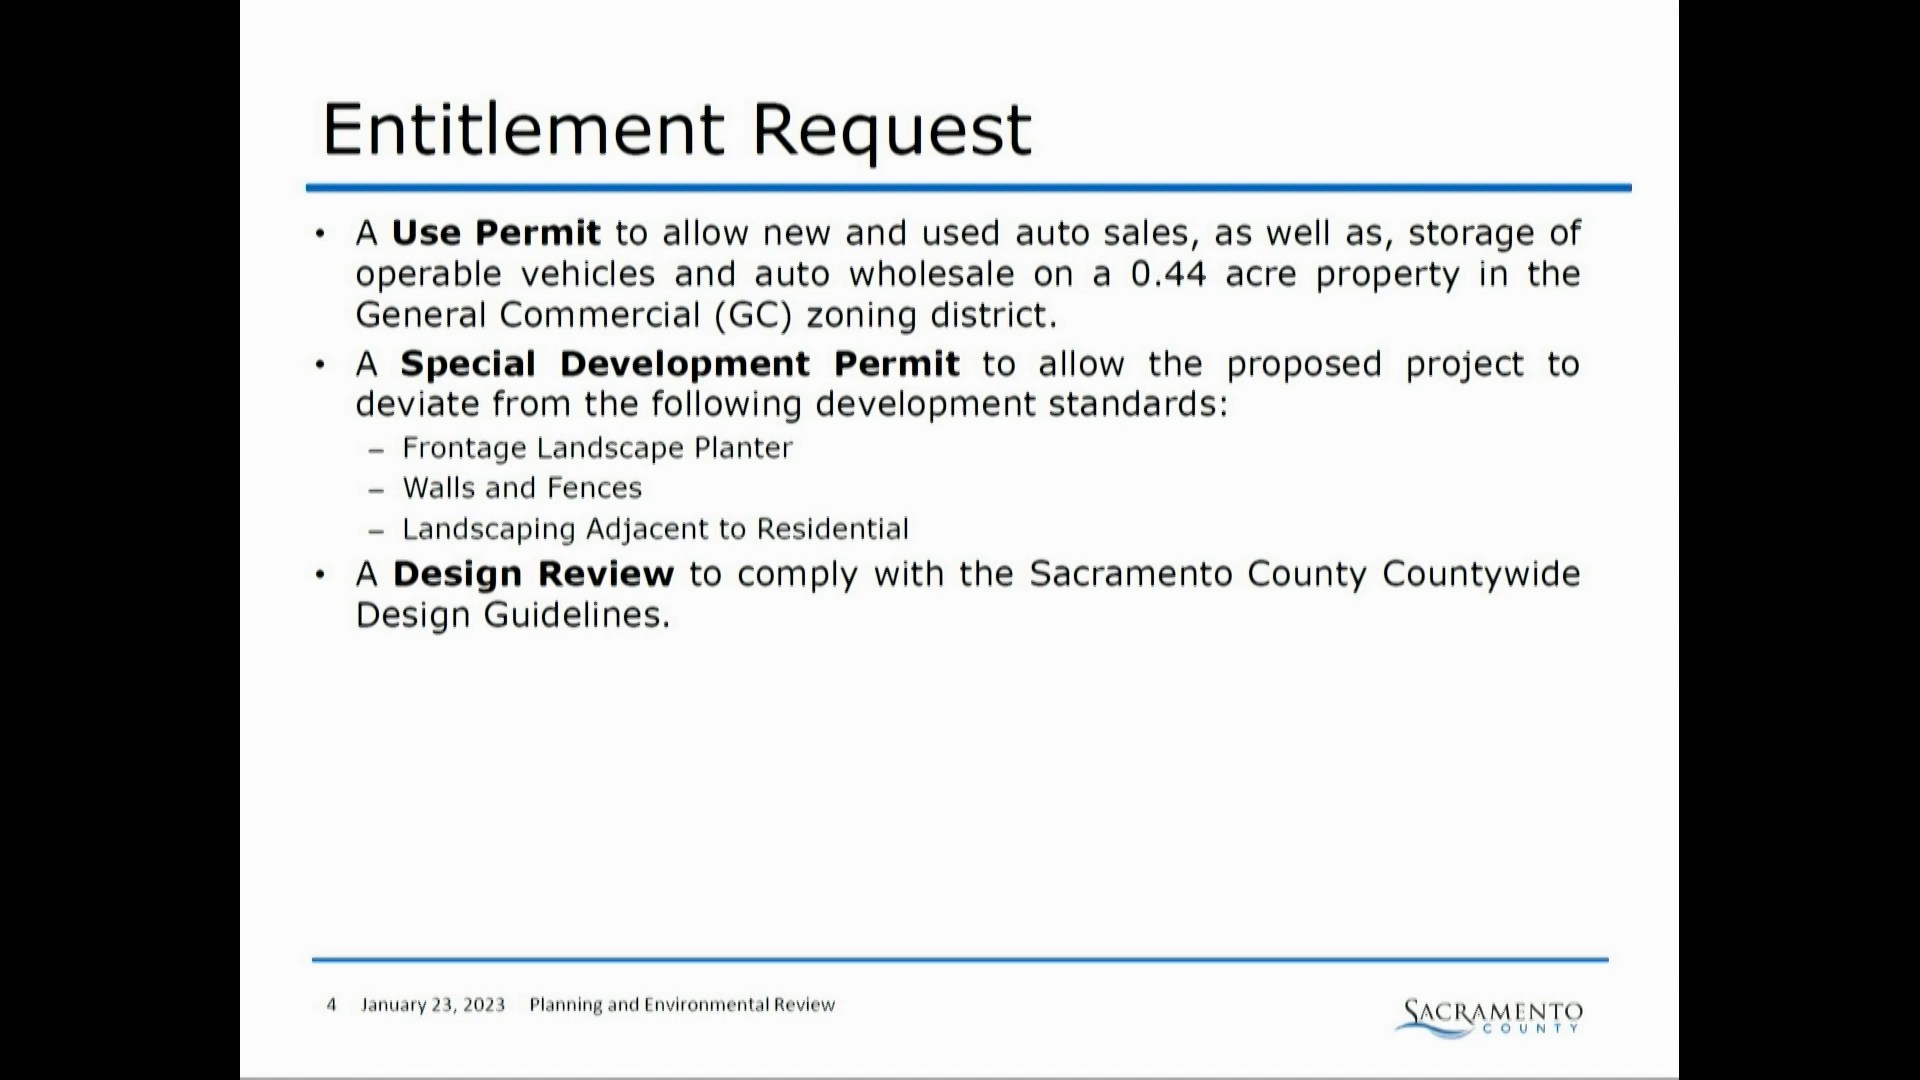 Entitlement Request
• A Use Permit to allow new and used auto sales, as well as, storage of
operable vehicles and auto wholesale on a 0.44 acre property in the
General Commercial (GC) zoning district.
• A Special Development Permit to allow the proposed project to
deviate from the following development standards:
– Frontage Landscape Planter
– Walls and Fences
– Landscaping Adjacent to Residential
• A Design Review to comply with the Sacramento County Countywide
Design Guidelines.
4 January 23, 2023 Planning and Environmental Review
SACRAMENTO
COUNTY